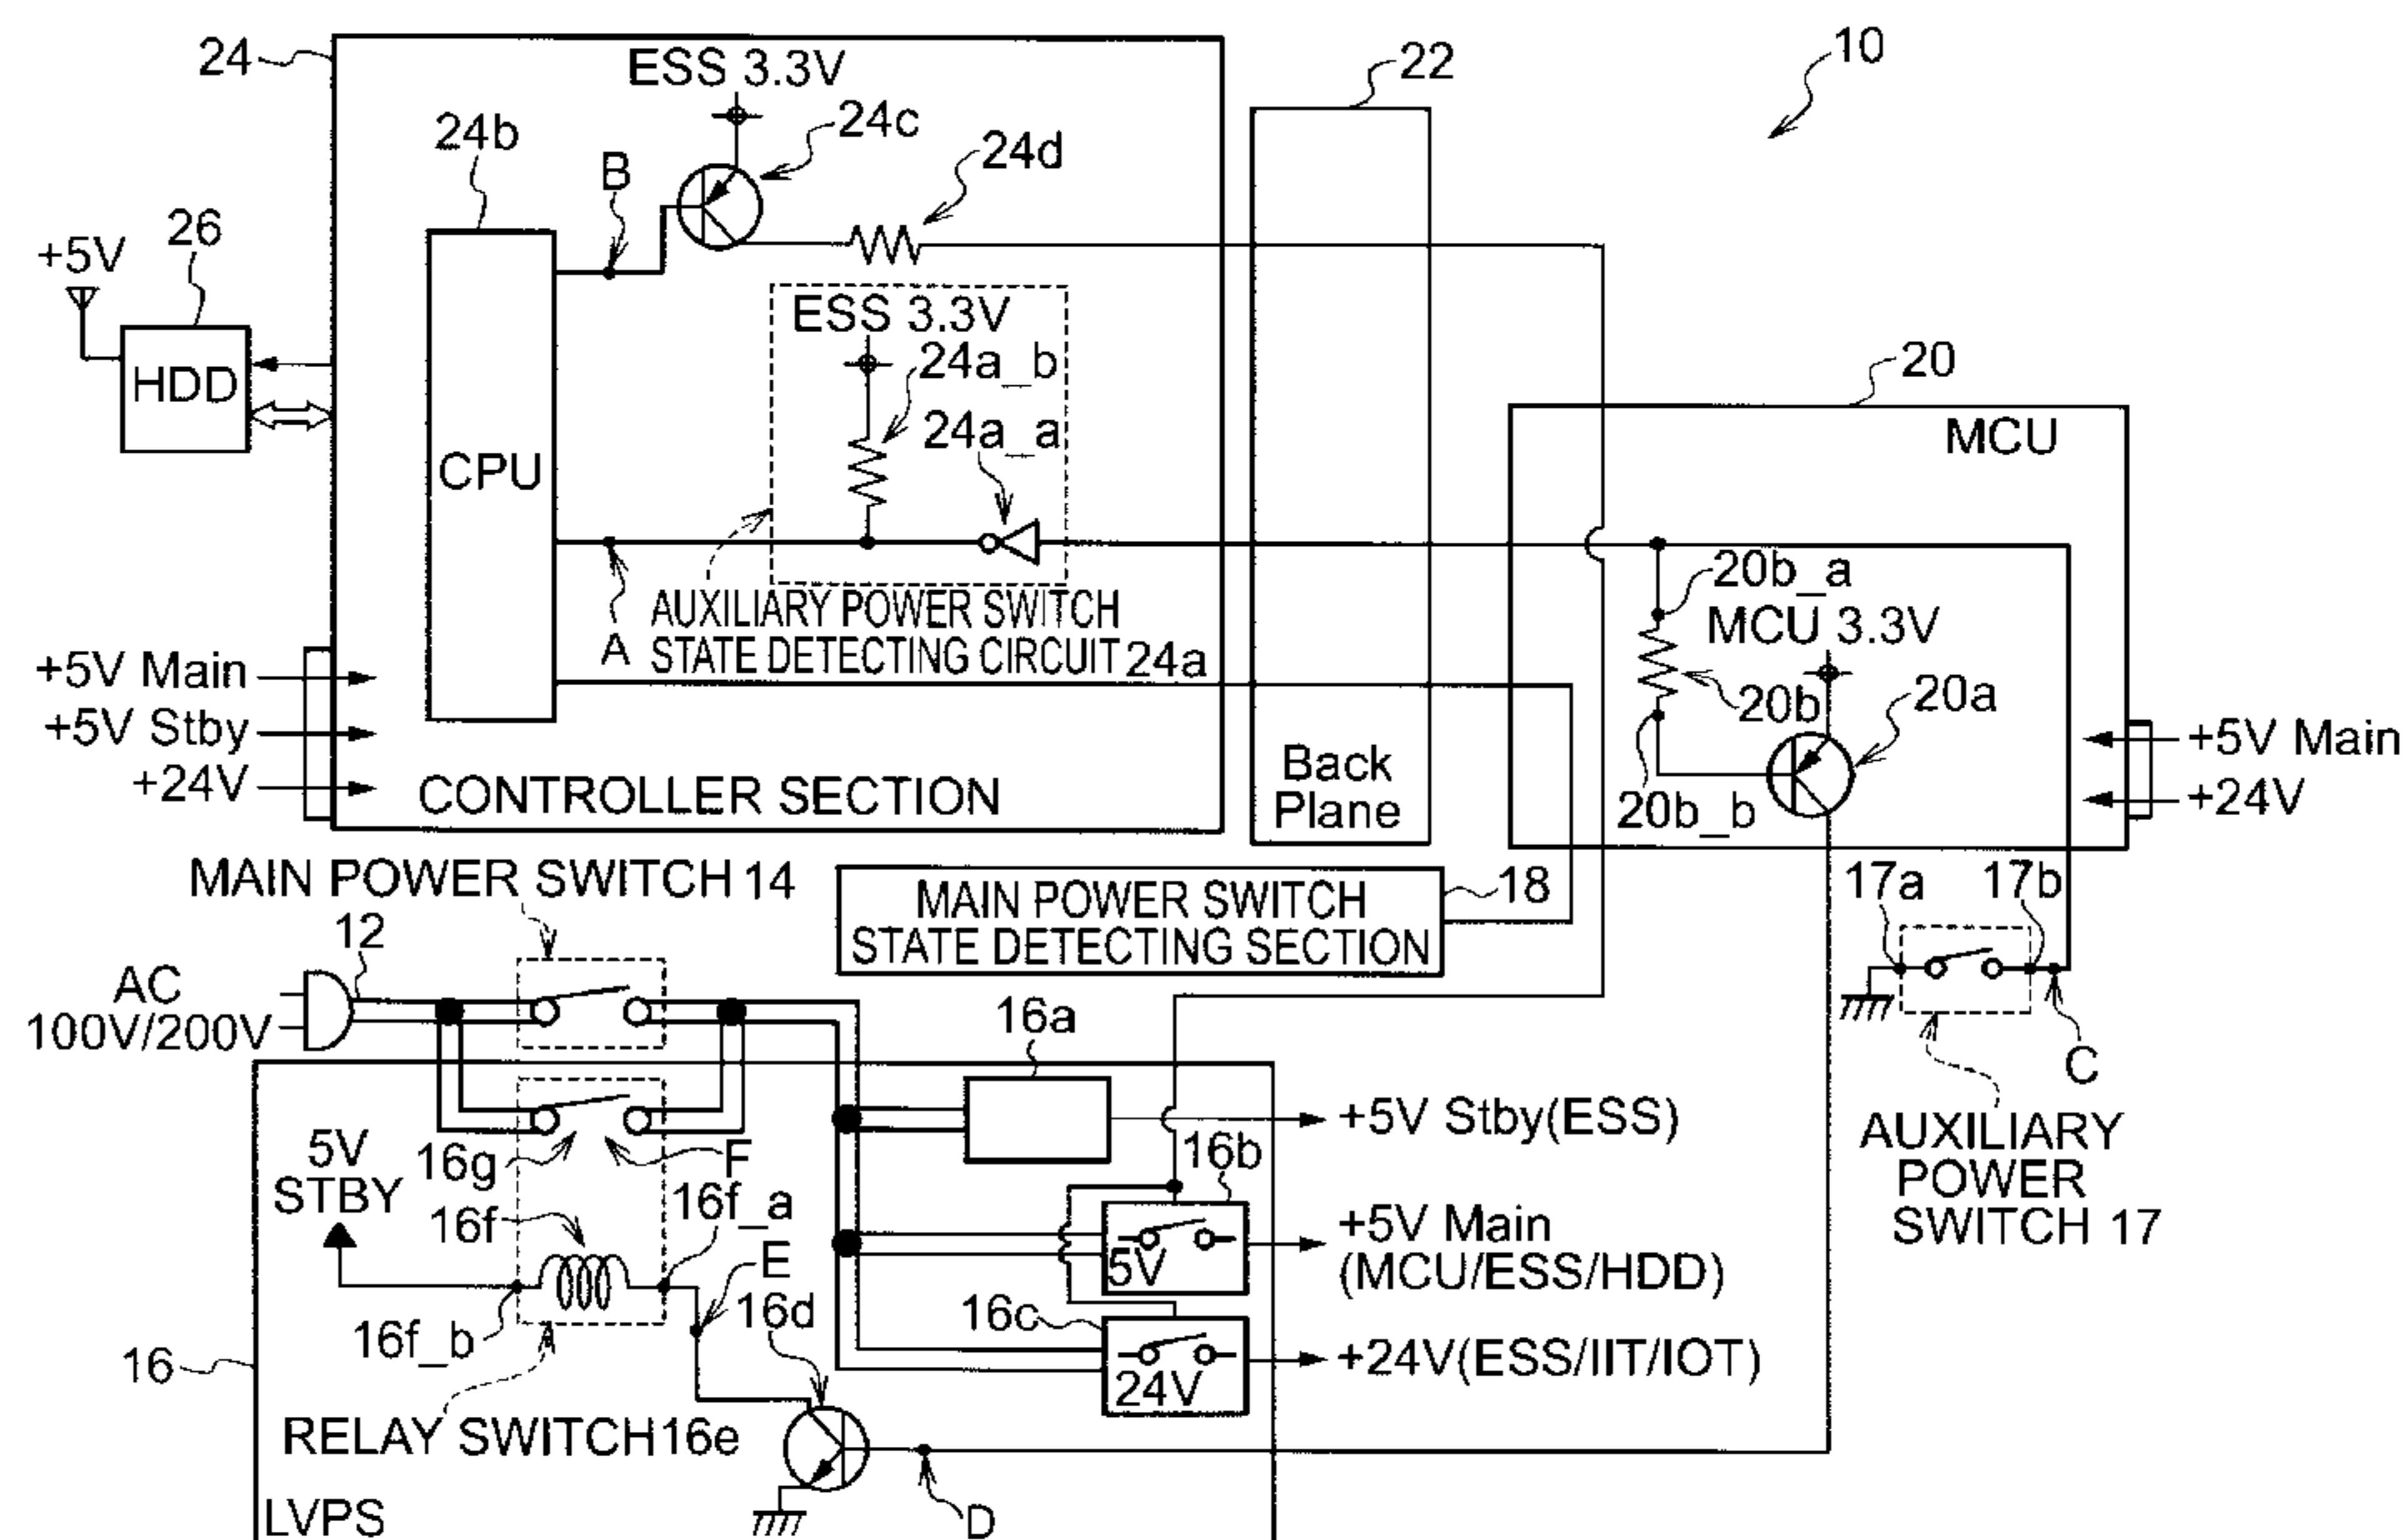 24
ESS 3.3V
24c
22
10
24b
B
24d
+5V
26
ESS 3.3V
24a_b
24a_a
20
HDD
CPU
MCU
20b_a
MCU 3.3V
AUXILIARY POWER SWITCH
STATE DETECTING CIRCUIT 24a
A
+5V Main
+5V Stby
+24V
20b
20a
+5V Main
+24V
CONTROLLER SECTION
Back
Plane
20b_b
MAIN POWER SWITCH 14
MAIN POWER SWITCH
STATE DETECTING SECTION
18
17a
17b
12
AC
100V/200V
16a
C
+5V Stby(ESS)
AUXILIARY
POWER
SWITCH 17
5V
STBY
16g
F
16b
16f_a
16f
+5V Main
(MCU/ESS/HDD)
5V
E
16d
16c
16f_b
16
+24V(ESS/IIT/IOT)
24V
RELAY SWITCH 16e
LVPS
D